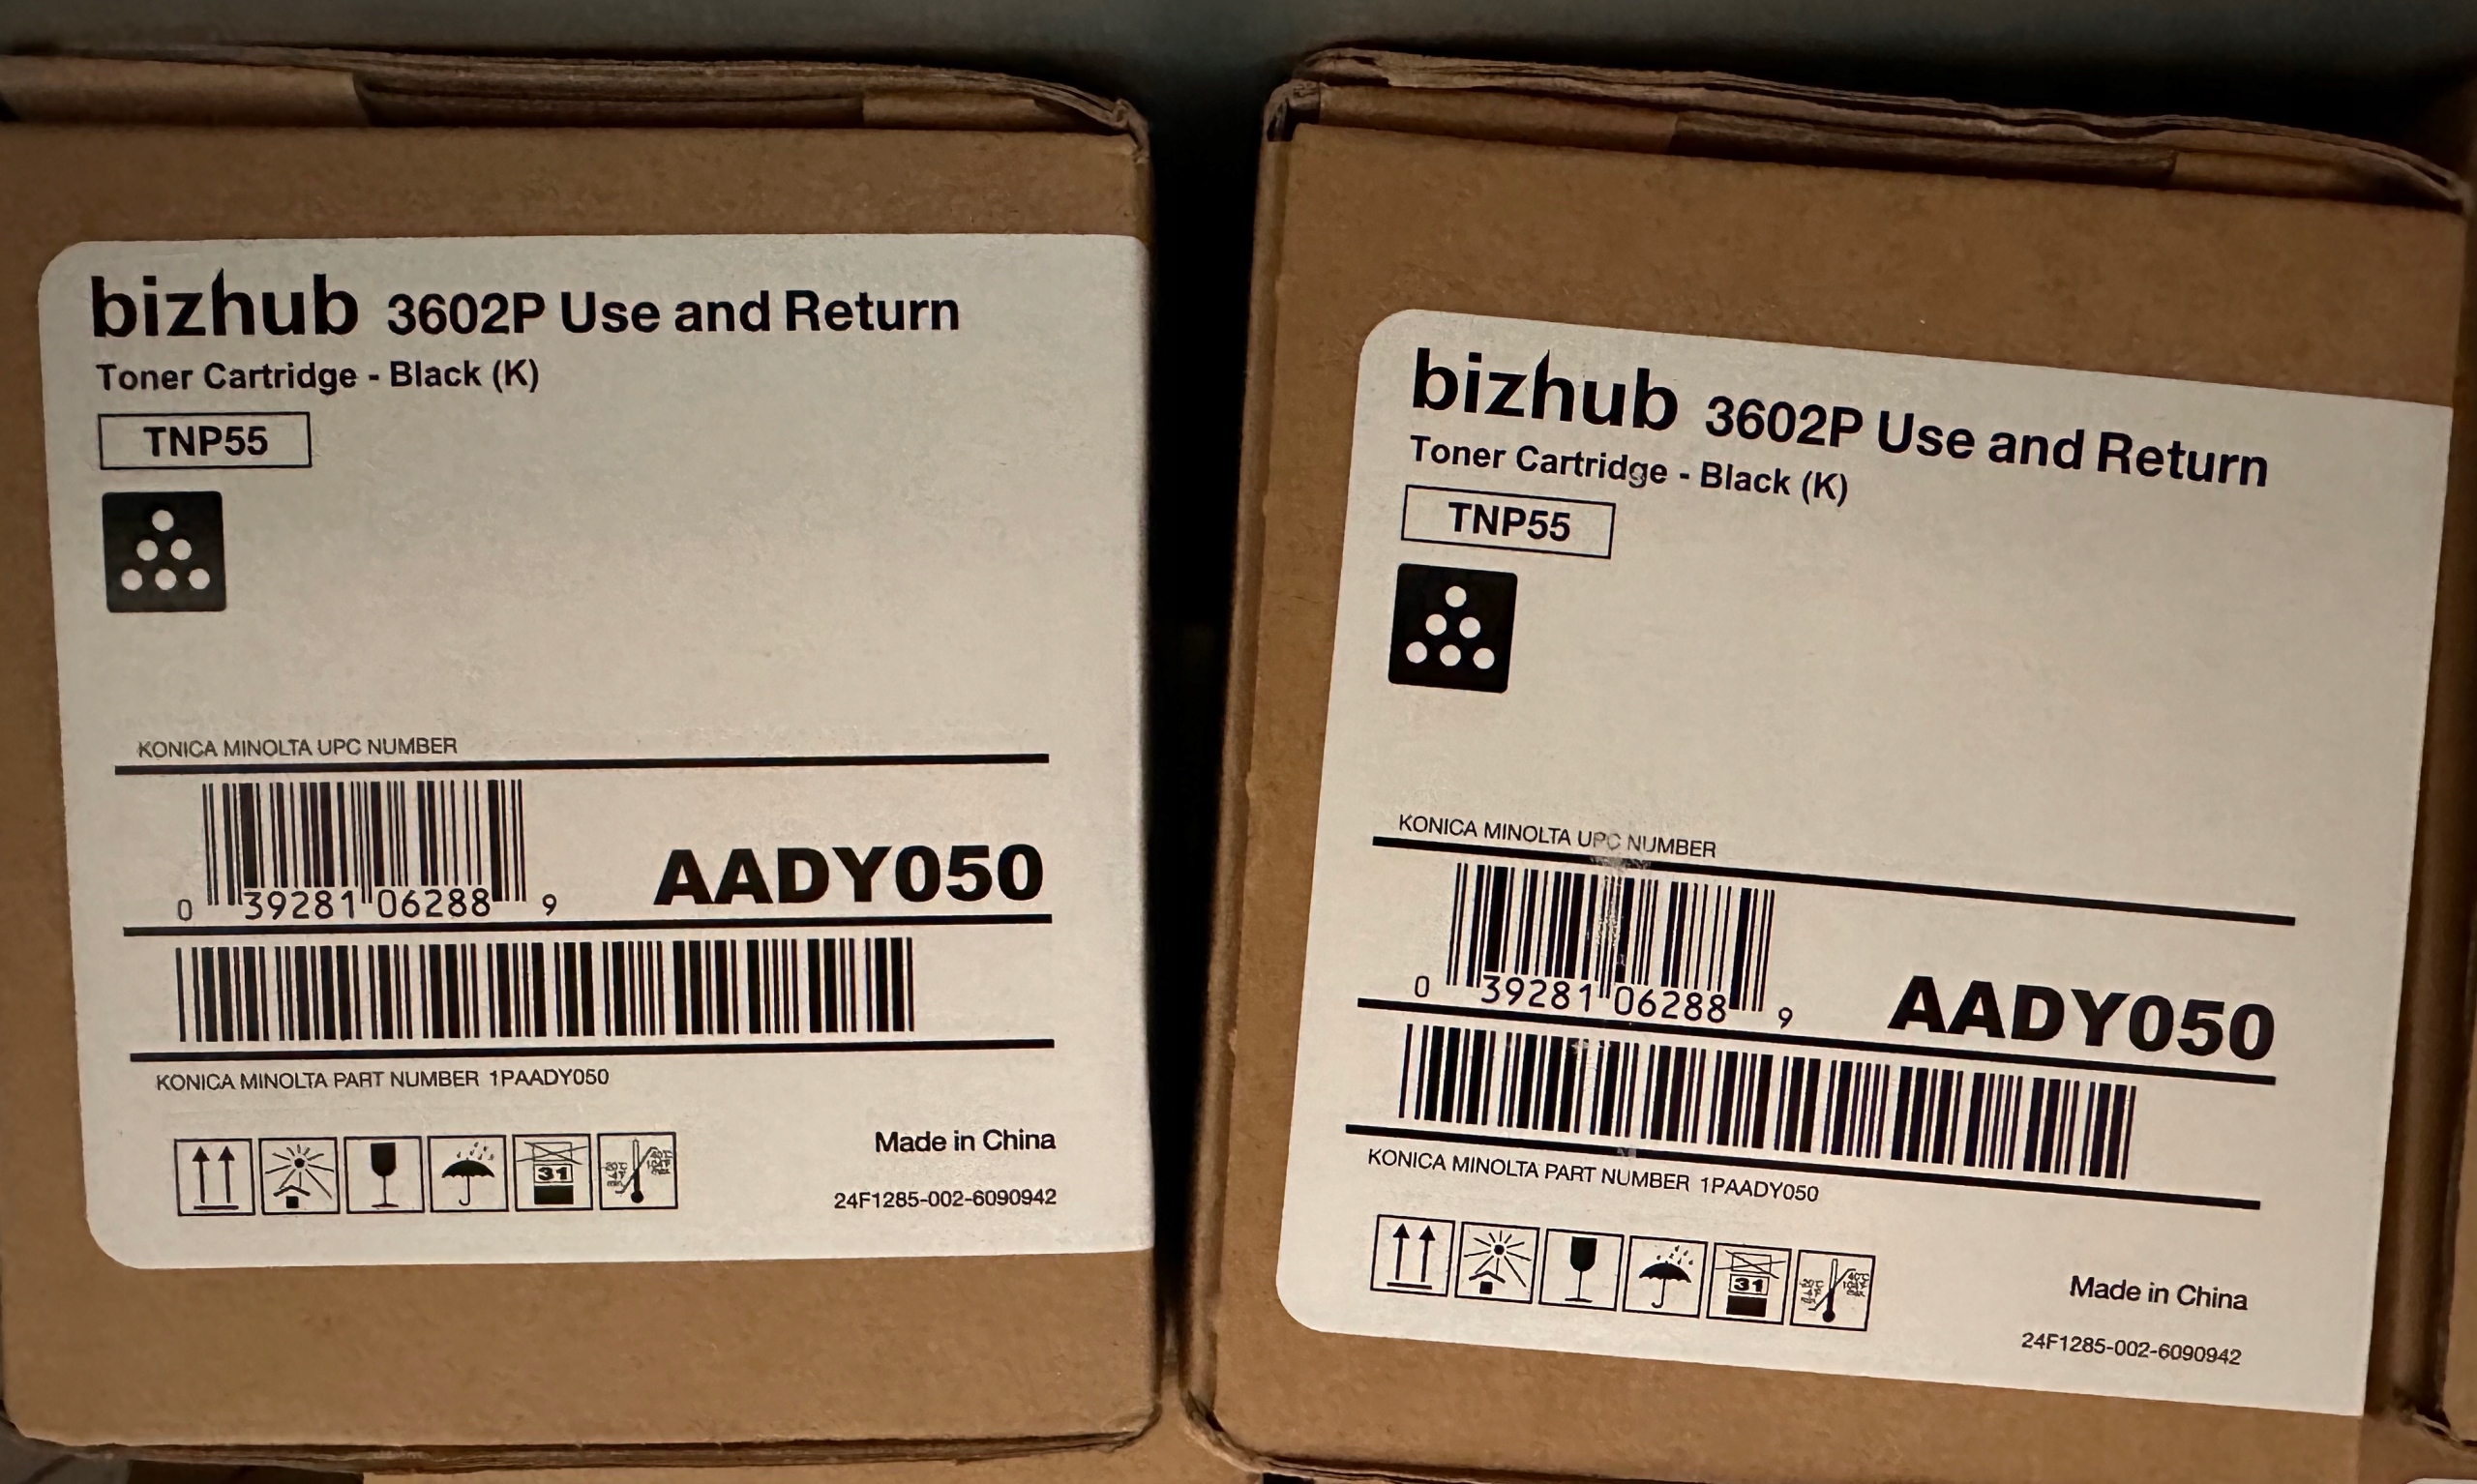 bizhub 3602P Use and Return
Toner Cartridge - Black (K)
TNP55
KONICA MINOLTA UPC NUMBER
0 39281 06288 9
AADY050
KONICA MINOLTA PART NUMBER 1PAADY050
31
Made in China
24F1285-002-6090942
bizhub 3602P Use and Return
Toner Cartridge - Black (K)
TNP55
KONICA MINOLTA UPC NUMBER
0 39281 06288 9
AADY050
KONICA MINOLTA PART NUMBER 1PAADY050
31
Made in China
24F1285-002-6090942